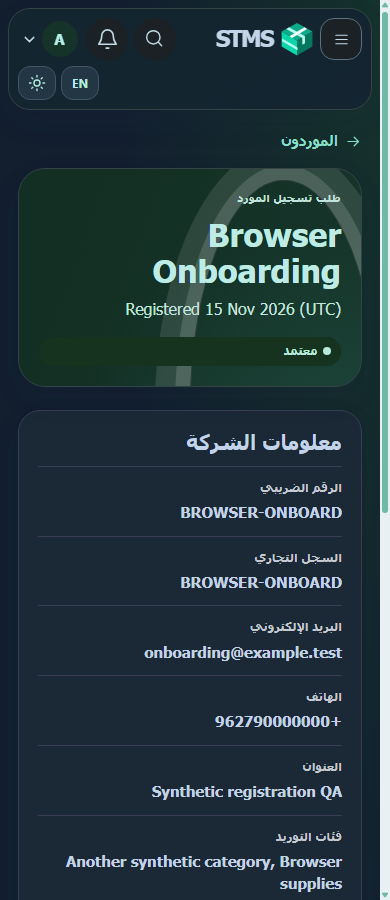 STMS
A
EN
الموردون
طلب تسجيل المورد
Browser
Onboarding
Registered 15 Nov 2026 (UTC)
معتمد
معلومات الشركة
الرقم الضريبي
BROWSER-ONBOARD
السجل التجاري
BROWSER-ONBOARD
البريد الإلكتروني
onboarding@example.test
الهاتف
962790000000+
العنوان
Synthetic registration QA
فئات التوريد
Another synthetic category, Browser
supplies